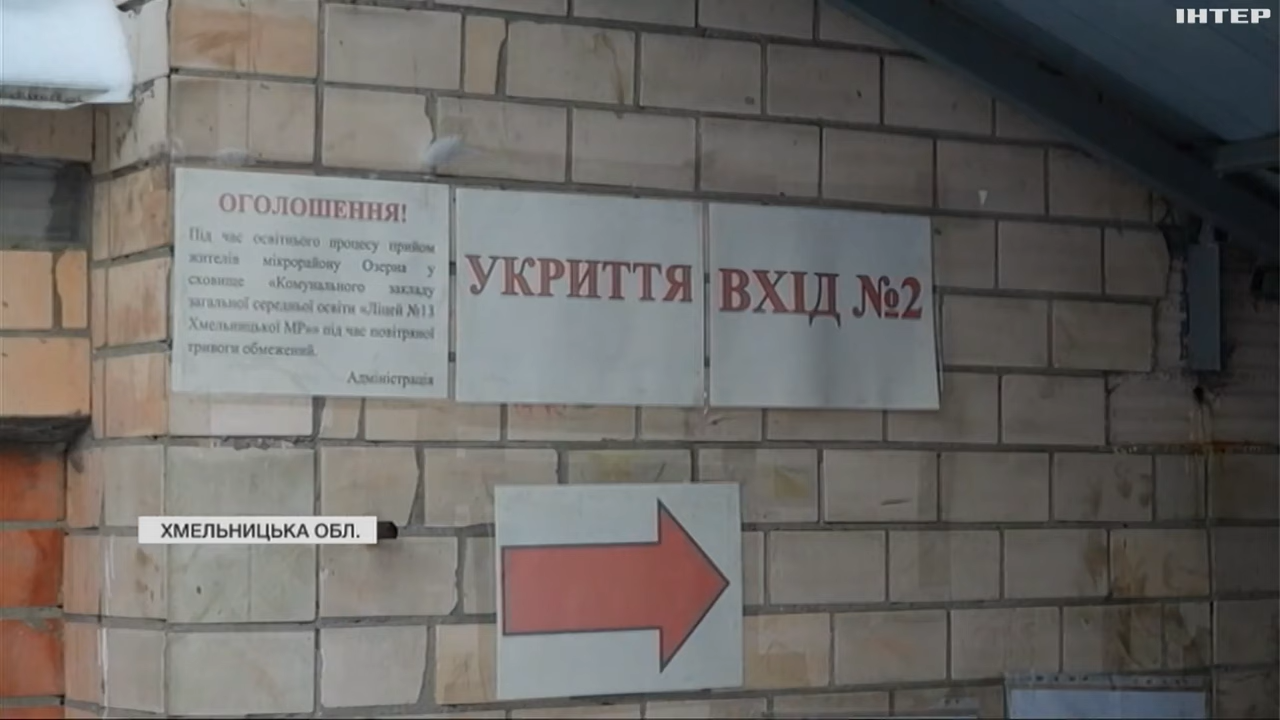 ІНТЕР
ОГОЛОШЕННЯ!
Під час освітнього процесу прийом
жителів мікрорайону Озерна у
сховище «Комунального закладу
загальної середньої освіти «Ліцей №13
Хмельницької МР»» під час повітряної
тривоги обмежений.
Адміністрація
УКРИТТЯ
ВХІД №2
ХМЕЛЬНИЦЬКА ОБЛ.